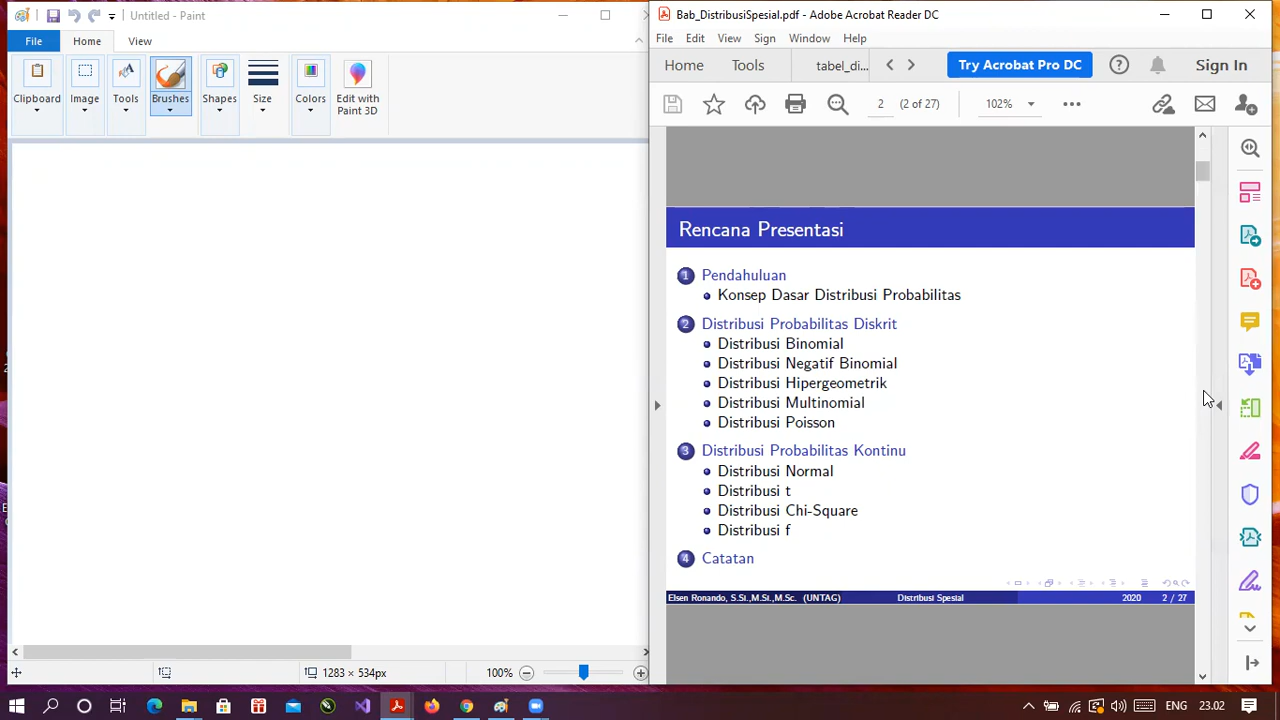 Untitled - Paint
File
Home
View
Clipboard
Image
Tools
Brushes
Shapes
Size
Colors
Edit with
Paint 3D
1283 × 534px
100%
Bab_DistribusiSpesial.pdf - Adobe Acrobat Reader DC
File Edit View Sign Window Help
Home Tools tabel_di... Try Acrobat Pro DC Sign In
2 (2 of 27) 102%
Rencana Presentasi
1 Pendahuluan
Konsep Dasar Distribusi Probabilitas
2 Distribusi Probabilitas Diskrit
Distribusi Binomial
Distribusi Negatif Binomial
Distribusi Hipergeometrik
Distribusi Multinomial
Distribusi Poisson
3 Distribusi Probabilitas Kontinu
Distribusi Normal
Distribusi t
Distribusi Chi-Square
Distribusi f
4 Catatan
Elsen Ronando, S.Si.,M.Si.,M.Sc. (UNTAG) Distribusi Spesial 2020 2 / 27
ENG 23.02